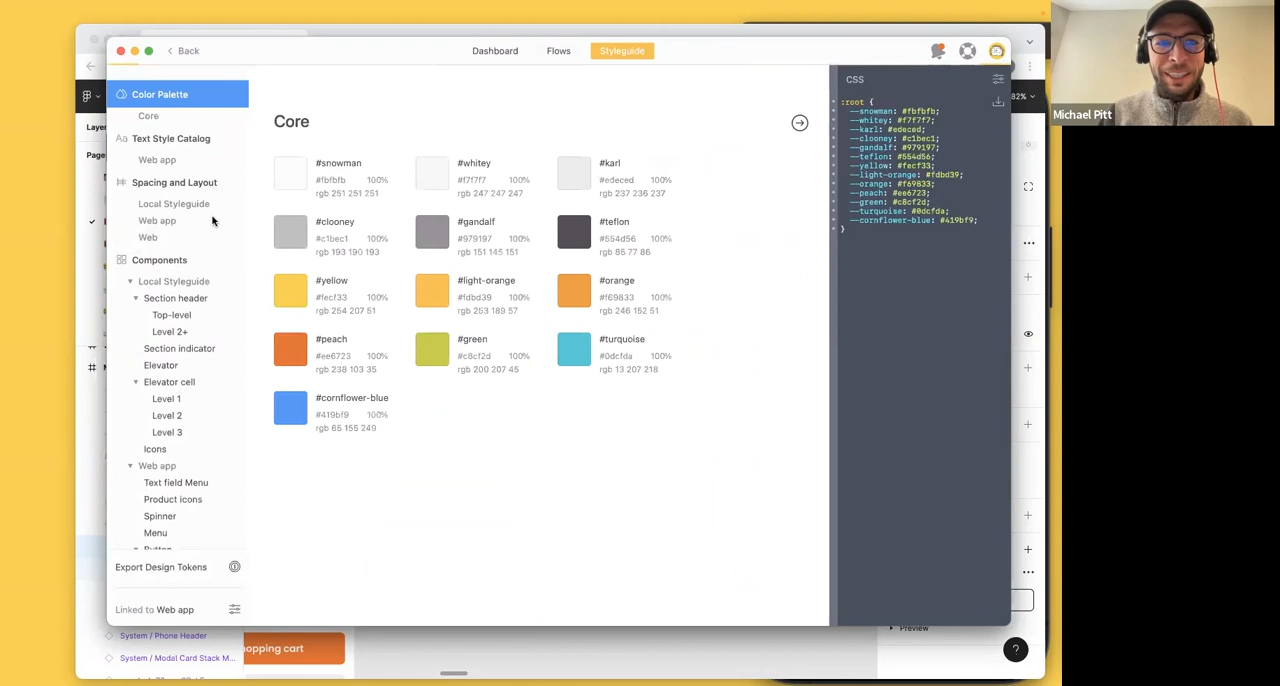 Back
Dashboard
Flows
Styleguide
Michael Pitt
Color Palette
Core
Aa Text Style Catalog
Web app
Spacing and Layout
Local Styleguide
Web app
Web
Components
Local Styleguide
Section header
Top-level
Level 2+
Section indicator
Elevator
Elevator cell
Level 1
Level 2
Level 3
Icons
Web app
Text field Menu
Product icons
Spinner
Menu
Button
Export Design Tokens
Linked to Web app
Core
#snowman
#fbfbfb 100%
rgb 251 251 251
#whitey
#f7f7f7 100%
rgb 247 247 247
#karl
#edeced 100%
rgb 237 236 237
#clooney
#c1bec1 100%
rgb 193 190 193
#gandalf
#979197 100%
rgb 151 145 151
#teflon
#554d56 100%
rgb 85 77 86
#yellow
#fecf33 100%
rgb 254 207 51
#light-orange
#fdbd39 100%
rgb 253 189 57
#orange
#f69833 100%
rgb 246 152 51
#peach
#ee6723 100%
rgb 238 103 35
#green
#c8cf2d 100%
rgb 200 207 45
#turquoise
#0dcfda 100%
rgb 13 207 218
#cornflower-blue
#419bf9 100%
rgb 65 155 249
CSS
:root {
--snowman: #fbfbfb;
--whitey: #f7f7f7;
--karl: #edeced;
--clooney: #c1bec1;
--gandalf: #979197;
--teflon: #554d56;
--yellow: #fecf33;
--light-orange: #fdbd39;
--orange: #f69833;
--peach: #ee6723;
--green: #c8cf2d;
--turquoise: #0dcfda;
--cornflower-blue: #419bf9;
}
82%
Page
System / Phone Header
System / Modal Card Stack M...
Preview
?